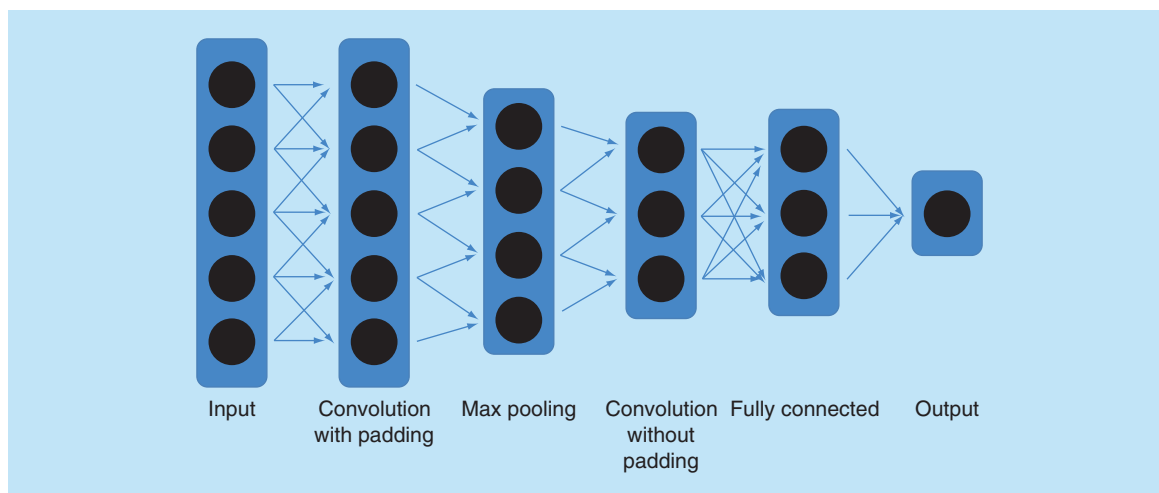 Input
Convolution
with padding
Max pooling
Convolution
without
padding
Fully connected
Output